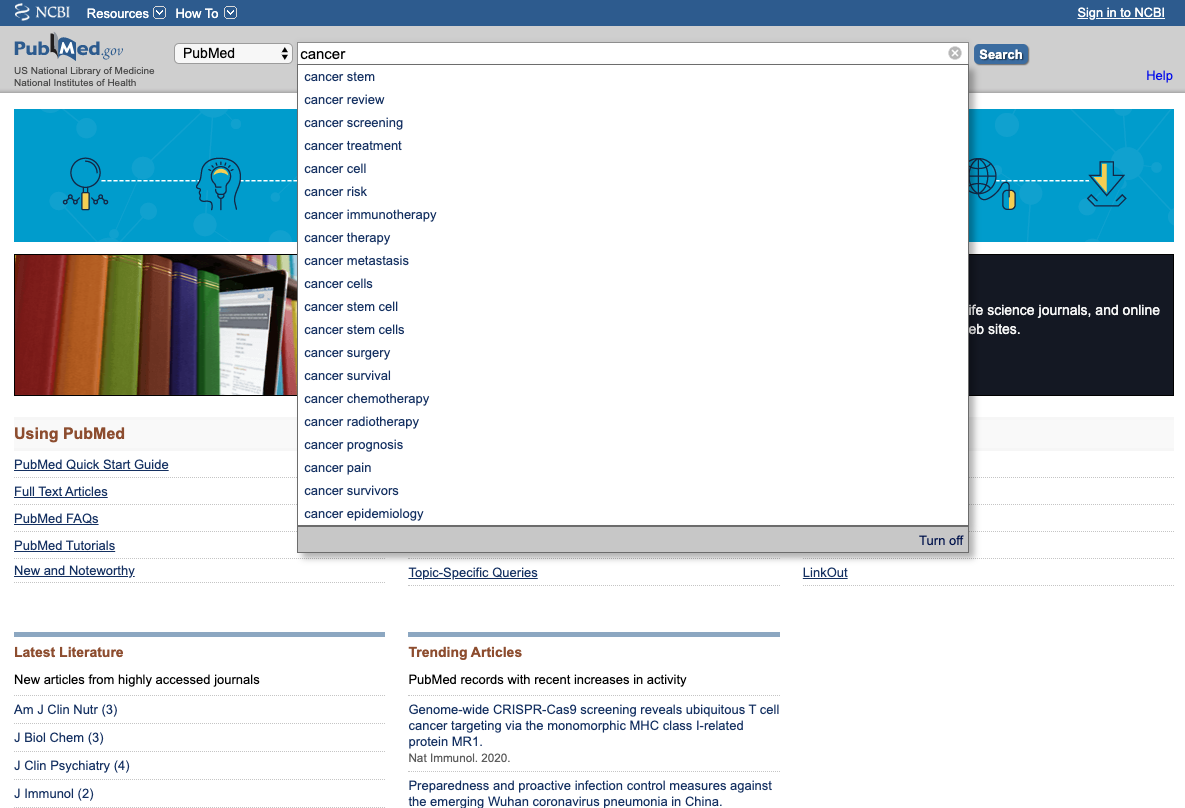 NCBI Resources How To Sign in to NCBI
PubMed.gov
US National Library of Medicine
National Institutes of Health
PubMed
cancer
Search
Help
cancer stem
cancer review
cancer screening
cancer treatment
cancer cell
cancer risk
cancer immunotherapy
cancer therapy
cancer metastasis
cancer cells
cancer stem cell
cancer stem cells
cancer surgery
cancer survival
cancer chemotherapy
cancer radiotherapy
cancer prognosis
cancer pain
cancer survivors
cancer epidemiology
Turn off
ife science journals, and online
eb sites.
Using PubMed
PubMed Quick Start Guide
Full Text Articles
PubMed FAQs
PubMed Tutorials
New and Noteworthy
Topic-Specific Queries
LinkOut
Latest Literature
New articles from highly accessed journals
Am J Clin Nutr (3)
J Biol Chem (3)
J Clin Psychiatry (4)
J Immunol (2)
Trending Articles
PubMed records with recent increases in activity
Genome-wide CRISPR-Cas9 screening reveals ubiquitous T cell
cancer targeting via the monomorphic MHC class I-related
protein MR1.
Nat Immunol. 2020.
Preparedness and proactive infection control measures against
the emerging Wuhan coronavirus pneumonia in China.